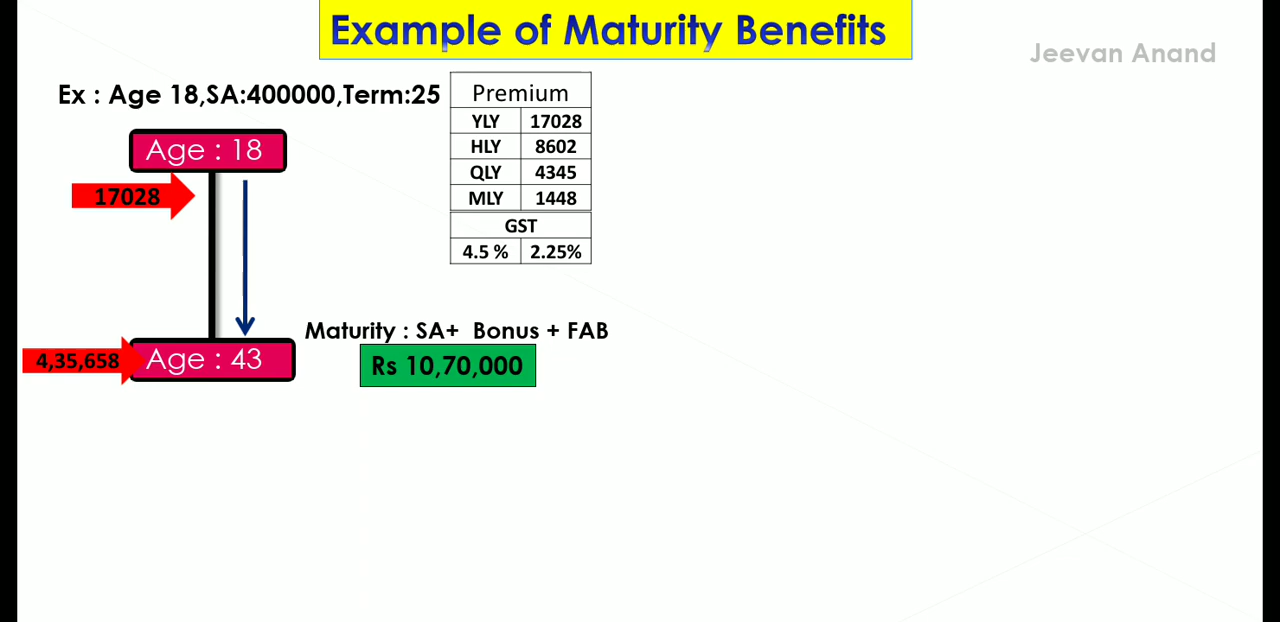 Example of Maturity Benefits
Jeevan Anand
Ex : Age 18,SA:400000,Term:25
Premium
YLY 17028
HLY 8602
QLY 4345
MLY 1448
GST
4.5 % 2.25%
Age : 18
17028
Maturity : SA+ Bonus + FAB
4,35,658
Age : 43
Rs 10,70,000